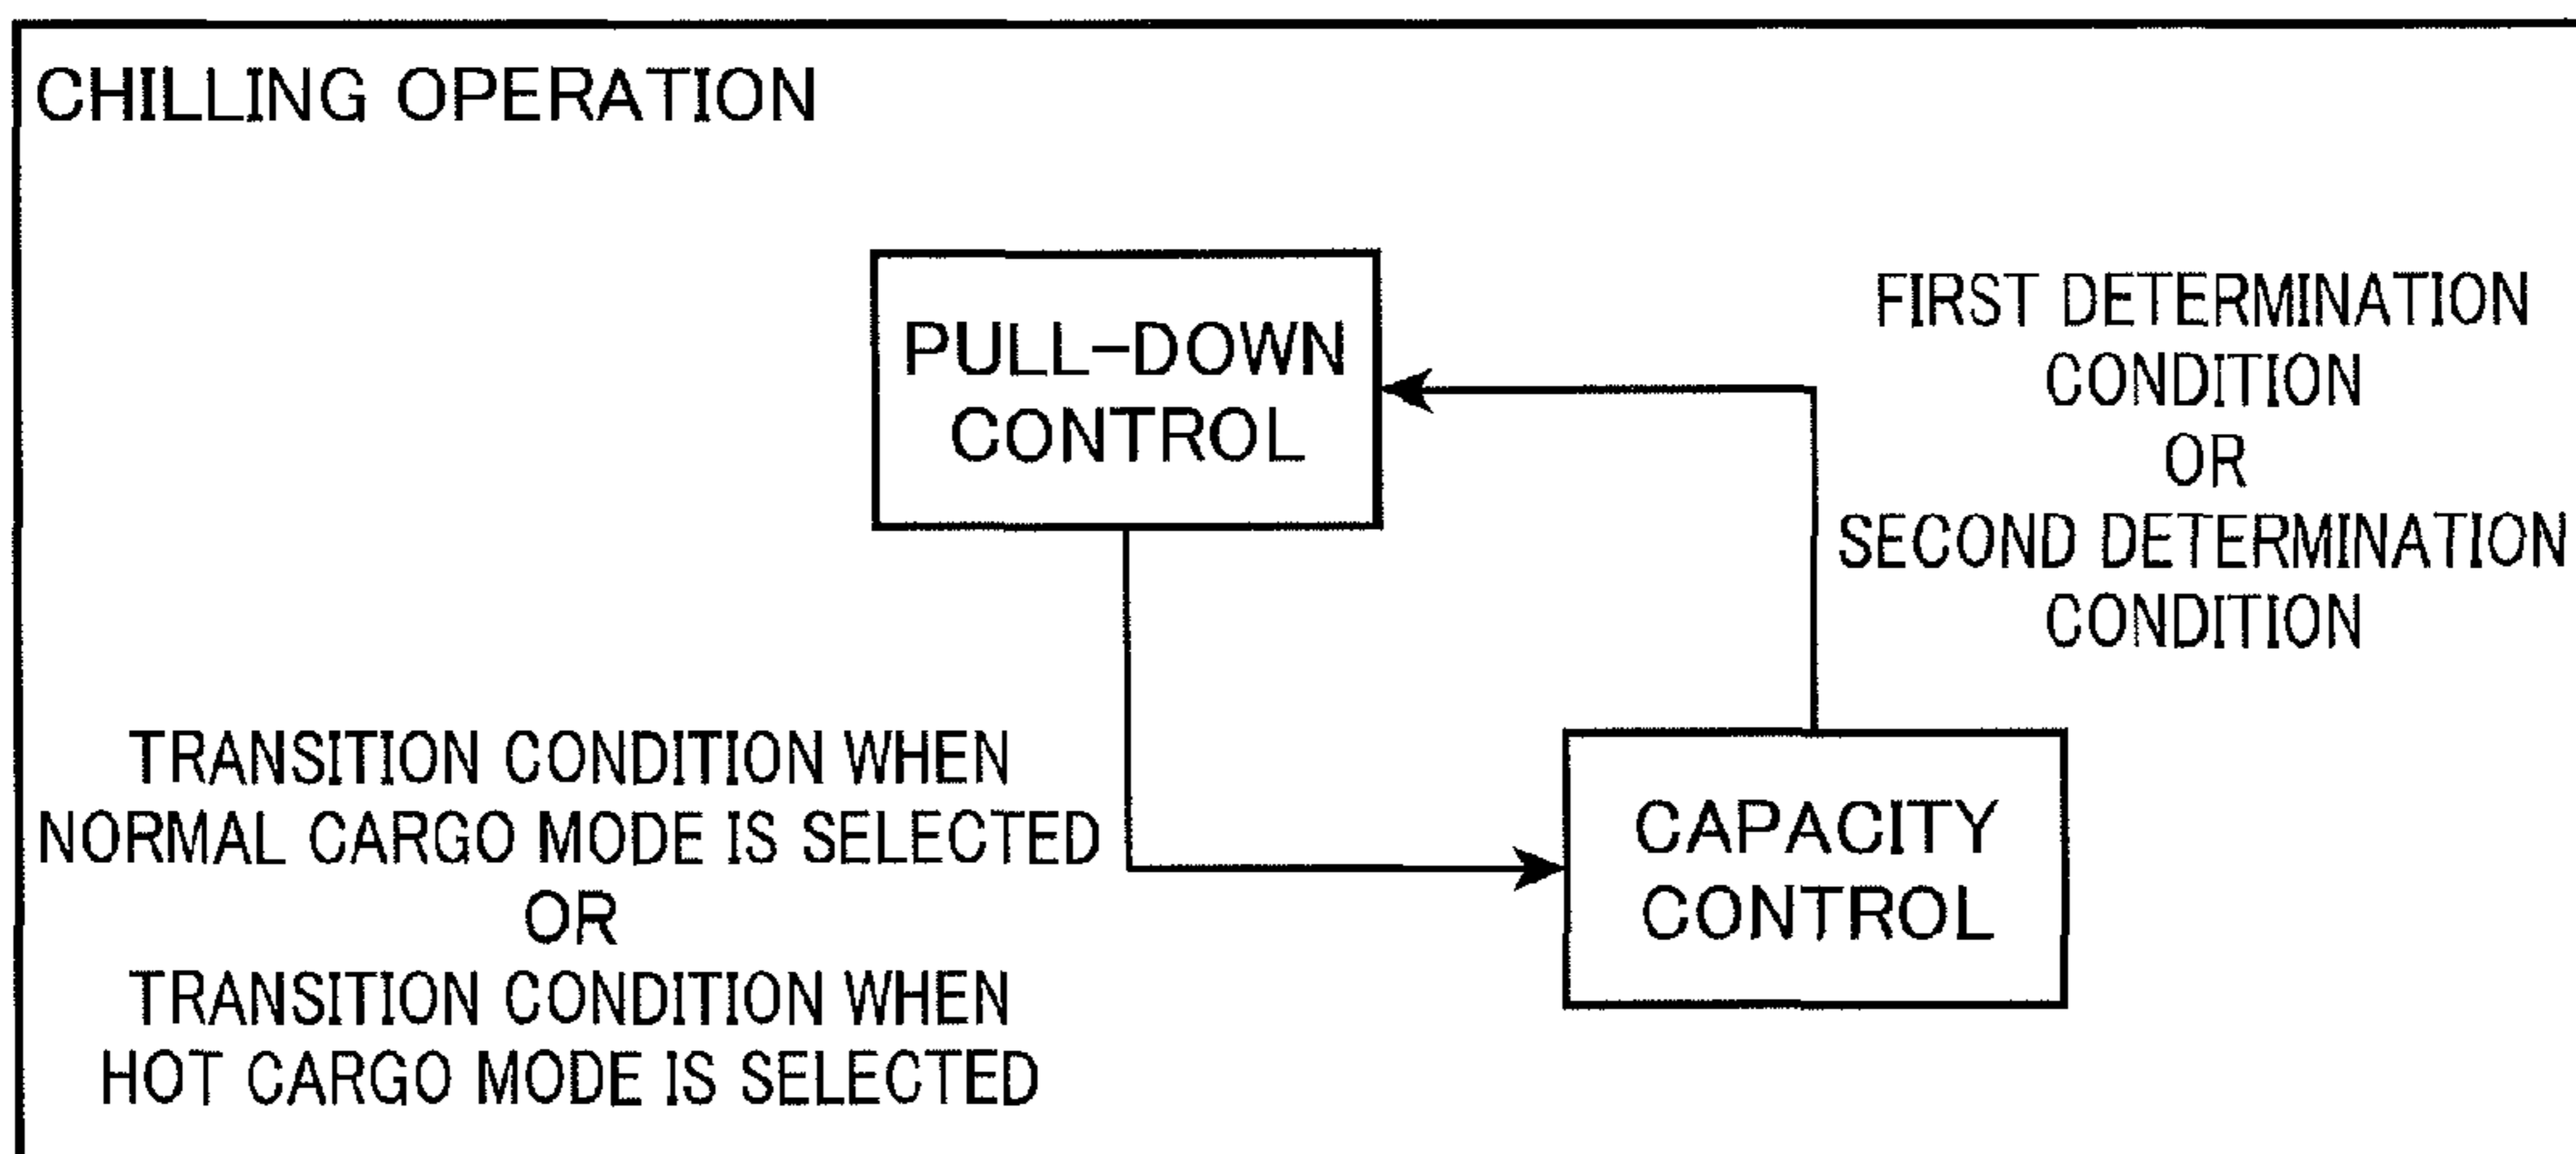 CHILLING OPERATION
PULL-DOWN
CONTROL
FIRST DETERMINATION
CONDITION
OR
SECOND DETERMINATION
CONDITION
TRANSITION CONDITION WHEN
NORMAL CARGO MODE IS SELECTED
OR
TRANSITION CONDITION WHEN
HOT CARGO MODE IS SELECTED
CAPACITY
CONTROL